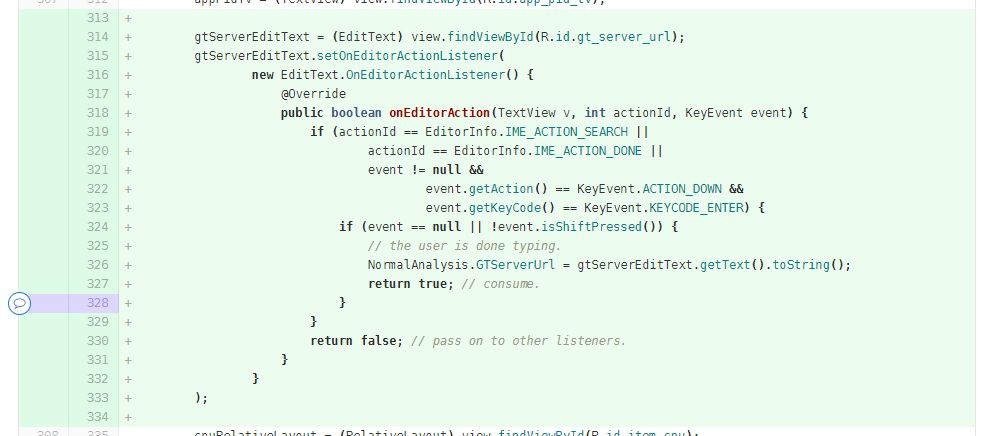 307 312 appPidTv = (TextView) view.findViewById(R.id.app_pid_tv);
313 +
314 + gtServerEditText = (EditText) view.findViewById(R.id.gt_server_url);
315 + gtServerEditText.setOnEditorActionListener(
316 + new EditText.OnEditorActionListener() {
317 + @Override
318 + public boolean onEditorAction(TextView v, int actionId, KeyEvent event) {
319 + if (actionId == EditorInfo.IME_ACTION_SEARCH ||
320 + actionId == EditorInfo.IME_ACTION_DONE ||
321 + event != null &&
322 + event.getAction() == KeyEvent.ACTION_DOWN &&
323 + event.getKeyCode() == KeyEvent.KEYCODE_ENTER) {
324 + if (event == null || !event.isShiftPressed()) {
325 + // the user is done typing.
326 + NormalAnalysis.GTServerUrl = gtServerEditText.getText().toString();
327 + return true; // consume.
328 + }
329 + }
330 + return false; // pass on to other listeners.
331 + }
332 + }
333 + );
334 +
308 335 cpuRelativeLayout = (RelativeLayout) view.findViewById(R.id.item_cpu);